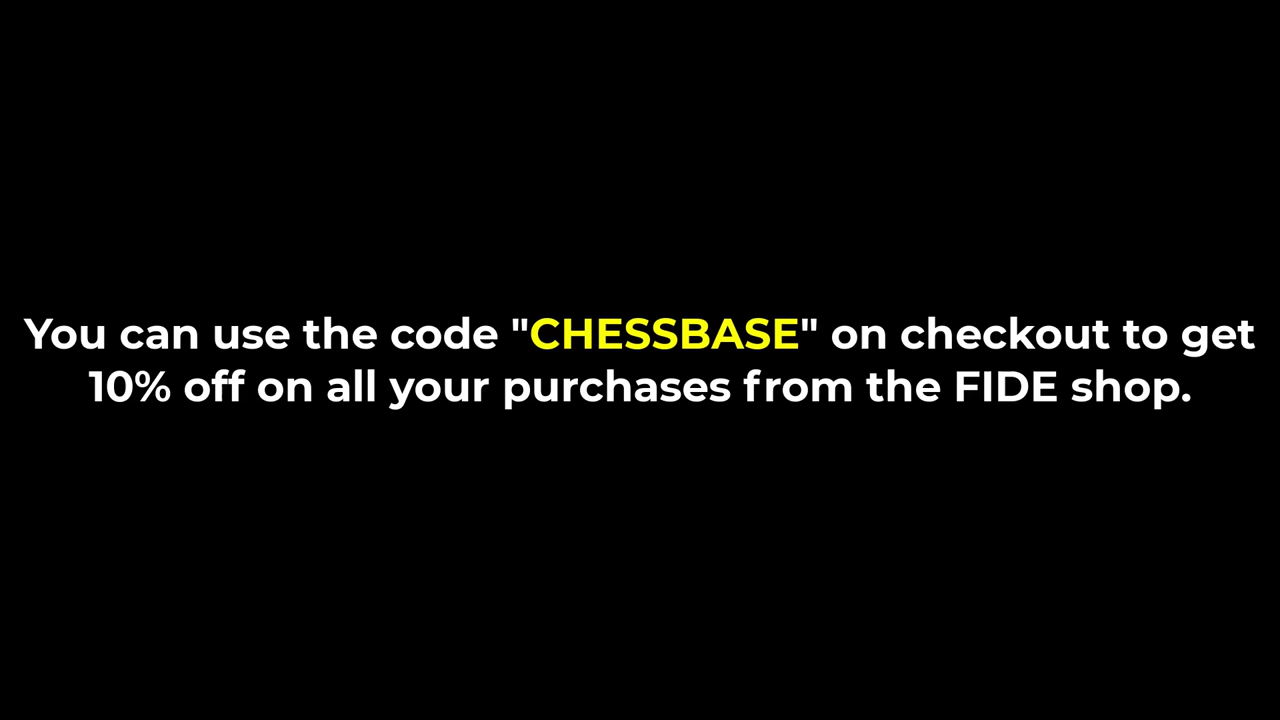 You can use the code "CHESSBASE" on checkout to get
10% off on all your purchases from the FIDE shop.